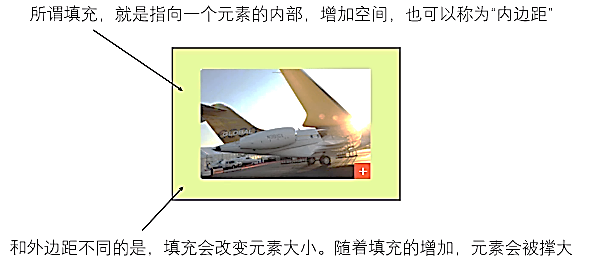 所谓填充，就是指向一个元素的内部，增加空间，也可以称为“内边距”
GLOBAL
和外边距不同的是，填充会改变元素大小。随着填充的增加，元素会被撑大